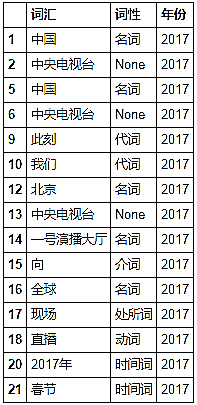 词汇 词性 年份
1 中国 名词 2017
2 中央电视台 None 2017
5 中国 名词 2017
6 中央电视台 None 2017
9 此刻 代词 2017
10 我们 代词 2017
12 北京 名词 2017
13 中央电视台 None 2017
14 一号演播大厅 名词 2017
15 向 介词 2017
16 全球 名词 2017
17 现场 处所词 2017
18 直播 动词 2017
20 2017年 时间词 2017
21 春节 时间词 2017